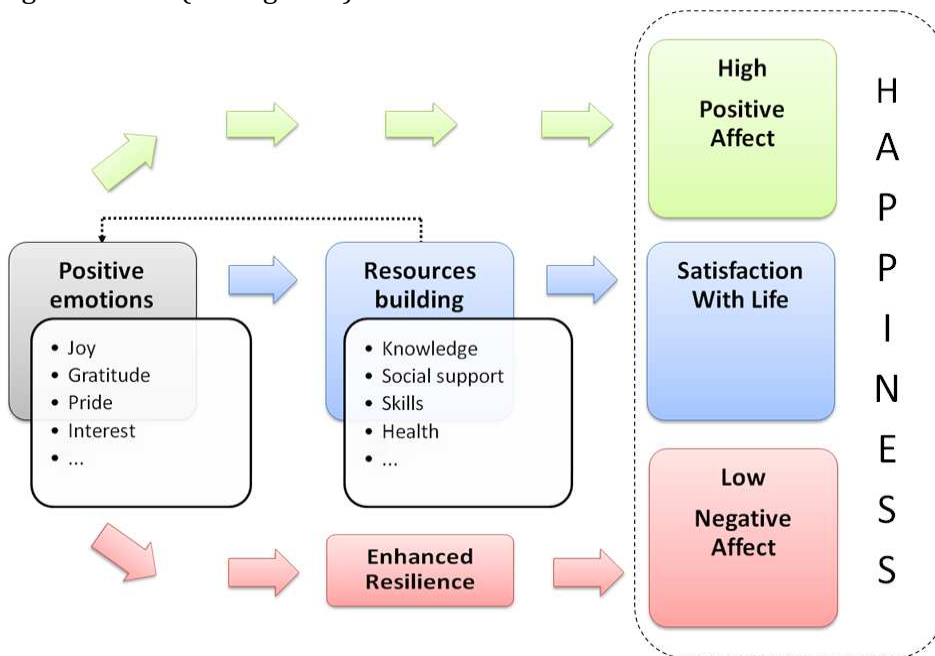 High
Positive
Affect
Positive
emotions
• Joy
• Gratitude
• Pride
• Interest
• ...
Resources
building
• Knowledge
• Social support
• Skills
• Health
• ...
Satisfaction
With Life
Enhanced
Resilience
Low
Negative
Affect
H
A
P
P
I
N
E
S
S